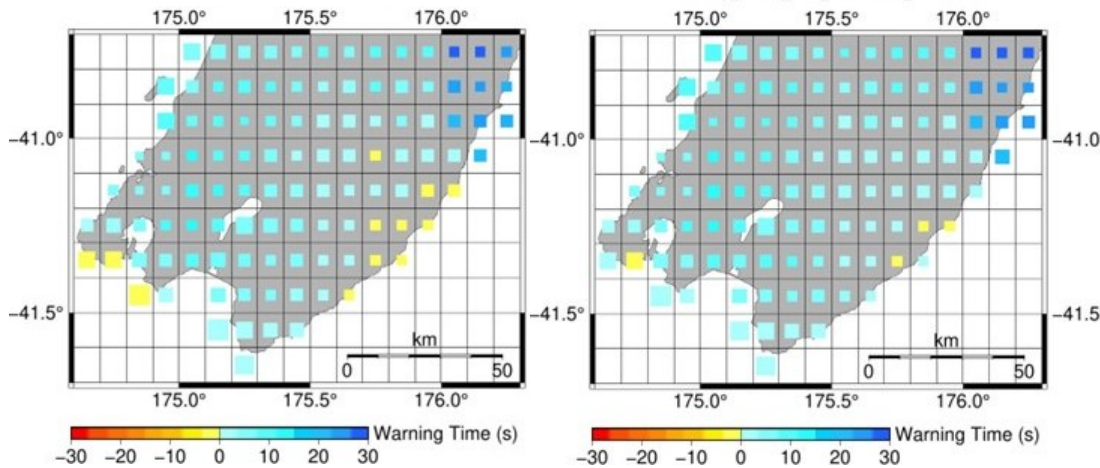 175.0° 175.5° 176.0° 175.0° 175.5° 176.0°
−41.0° −41.0° −41.0°
−41.5° −41.5° −41.5°
km km
0 50 0 50
175.0° 175.5° 176.0° 175.0° 175.5° 176.0°
Warning Time (s) Warning Time (s)
−30 −20 −10 0 10 20 30 −30 −20 −10 0 10 20 30